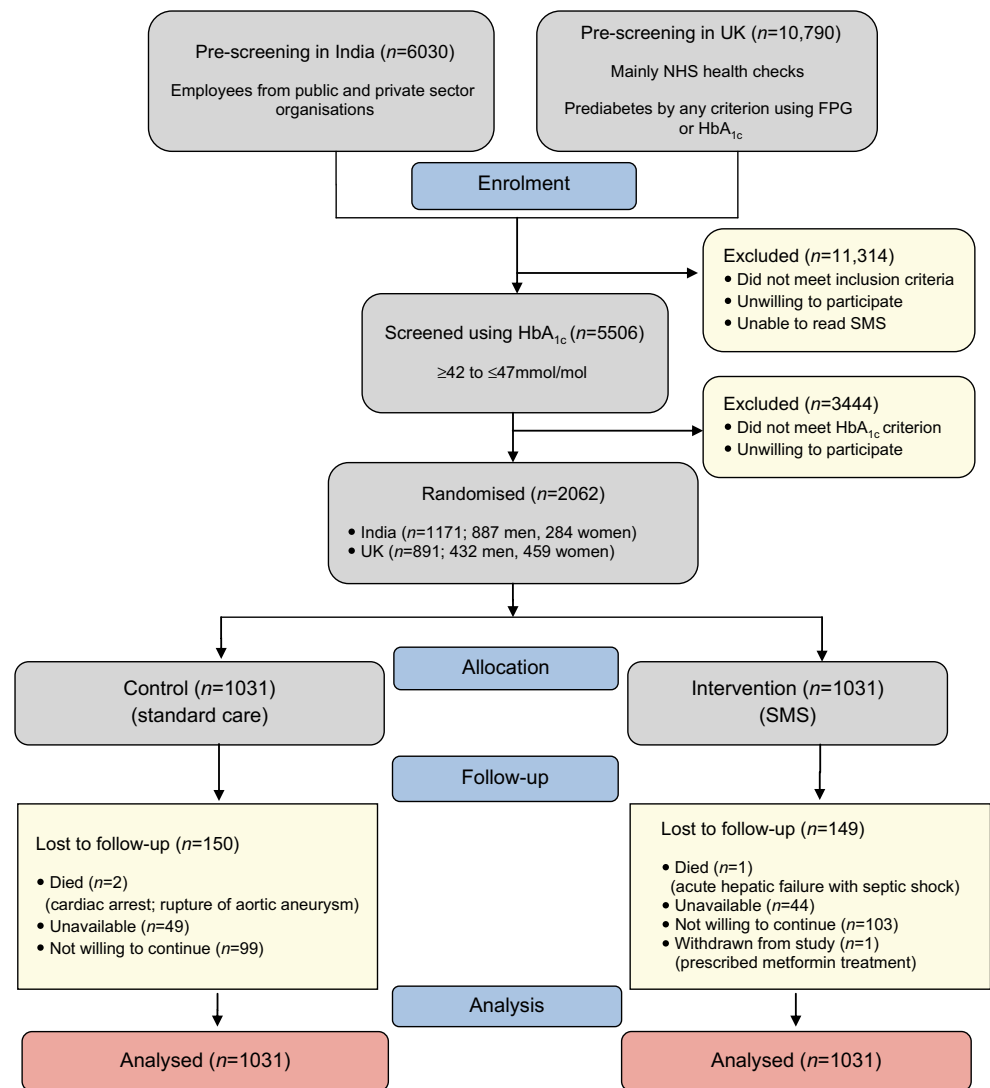 Pre-screening in India (n=6030)
Employees from public and private sector
organisations
Pre-screening in UK (n=10,790)
Mainly NHS health checks
Prediabetes by any criterion using FPG
or HbA1c
Enrolment
Excluded (n=11,314)
• Did not meet inclusion criteria
• Unwilling to participate
• Unable to read SMS
Screened using HbA1c (n=5506)
≥42 to ≤47mmol/mol
Excluded (n=3444)
• Did not meet HbA1c criterion
• Unwilling to participate
Randomised (n=2062)
• India (n=1171; 887 men, 284 women)
• UK (n=891; 432 men, 459 women)
Allocation
Control (n=1031)
(standard care)
Intervention (n=1031)
(SMS)
Follow-up
Lost to follow-up (n=150)
• Died (n=2)
(cardiac arrest; rupture of aortic aneurysm)
• Unavailable (n=49)
• Not willing to continue (n=99)
Lost to follow-up (n=149)
• Died (n=1)
(acute hepatic failure with septic shock)
• Unavailable (n=44)
• Not willing to continue (n=103)
• Withdrawn from study (n=1)
(prescribed metformin treatment)
Analysis
Analysed (n=1031)
Analysed (n=1031)